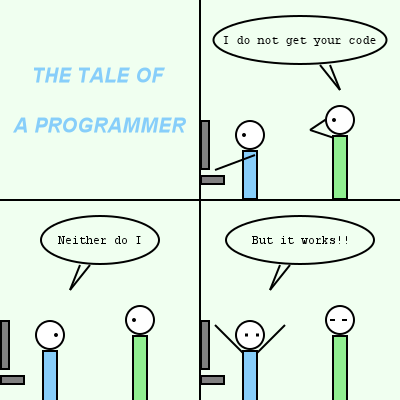 THE TALE OF
A PROGRAMMER
I do not get your code
Neither do I
But it works!!